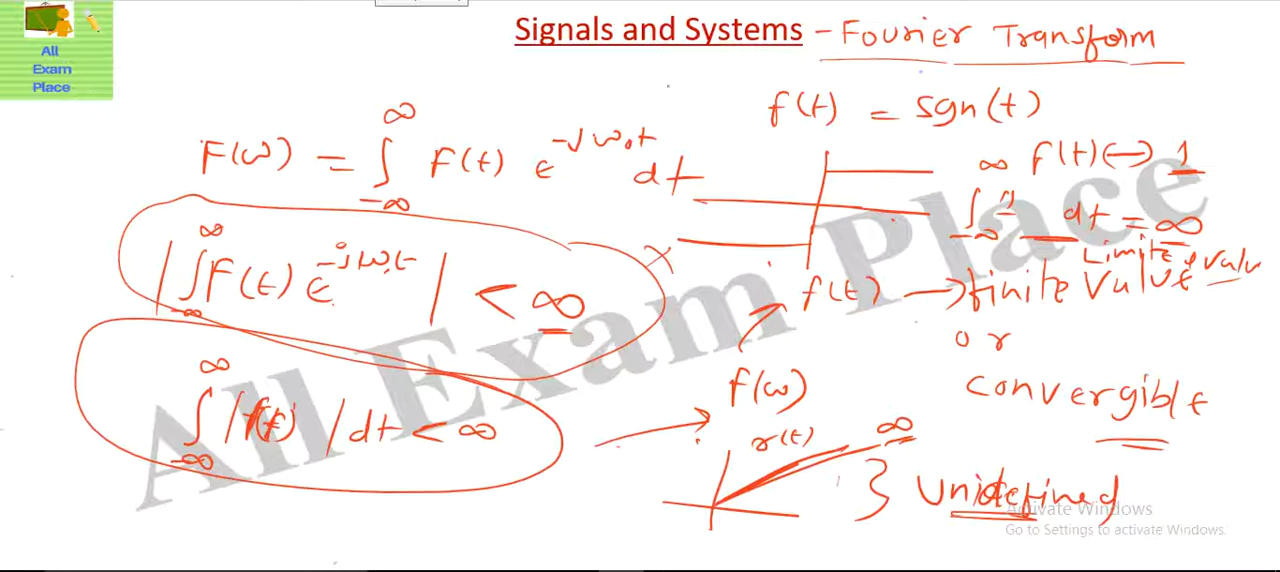 All
Exam
Place
Signals and Systems - Fourier Transform
f(t) = sgn(t)
F(ω) = ∫_{-∞}^{∞} F(t) e^{-jω₀t} dt
f(t) ↔ 1
∫_{-∞}^{∞} 1 dt = ∞
|∫_{-∞}^{∞} F(t) e^{-jω₀t}| < ∞
Limited value
f(t) → finite value
or
convergible
∫_{-∞}^{∞} |f(t)| dt < ∞
→ f(ω)
r(t) ∞
} Unidefined
All Exam Place
Activate Windows
Go to Settings to activate Windows.